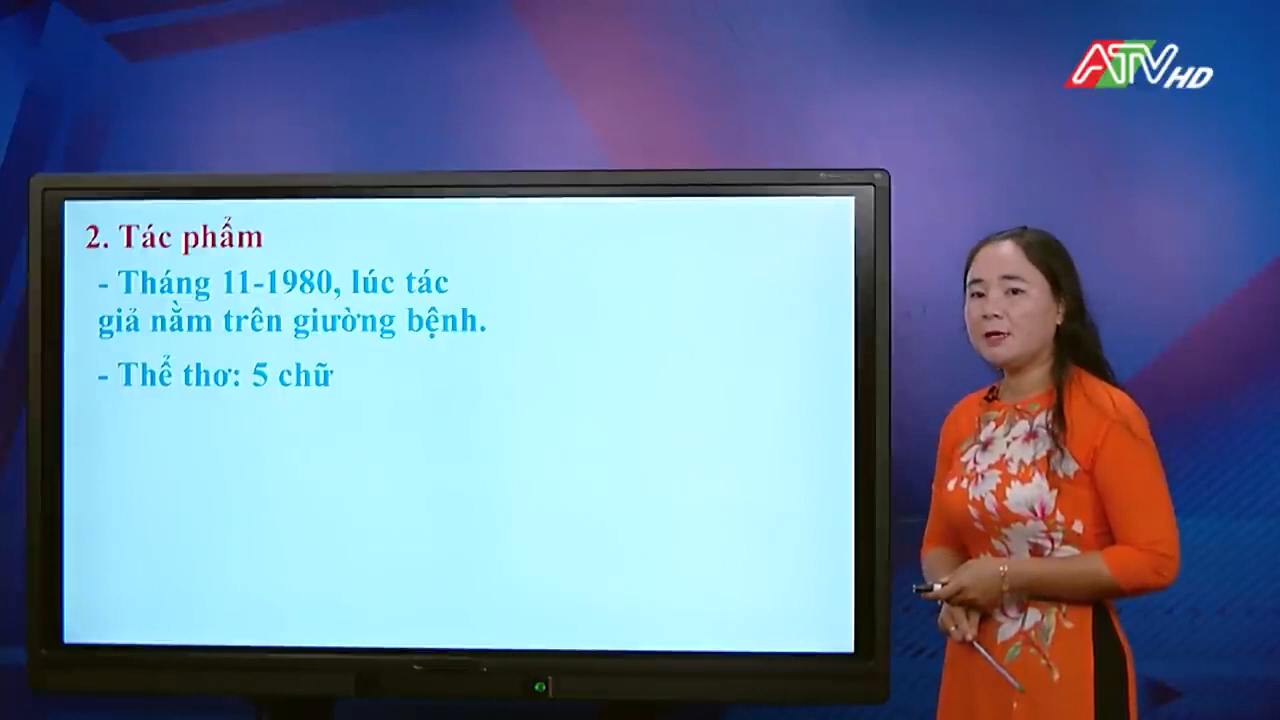 ATV HD
2. Tác phẩm
- Tháng 11-1980, lúc tác
giả nằm trên giường bệnh.
- Thể thơ: 5 chữ